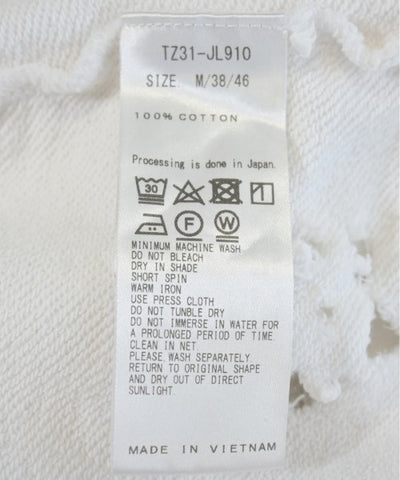 TZ31-JL910
SIZE. M/38/46
100% COTTON
Processing is done in Japan.
30
F W
MINIMUM MACHINE WASH
DO NOT BLEACH
DRY IN SHADE
SHORT SPIN
WARM IRON
USE PRESS CLOTH
DO NOT TUMBLE DRY
DO NOT IMMERSE IN WATER FOR
A PROLONGED PERIOD OF TIME.
CLEAN IN NET.
PLEASE WASH SEPARATELY
RETURN TO ORIGINAL SHAPE
AND DRY OUT OF DIRECT
SUNLIGHT.
MADE IN VIETNAM